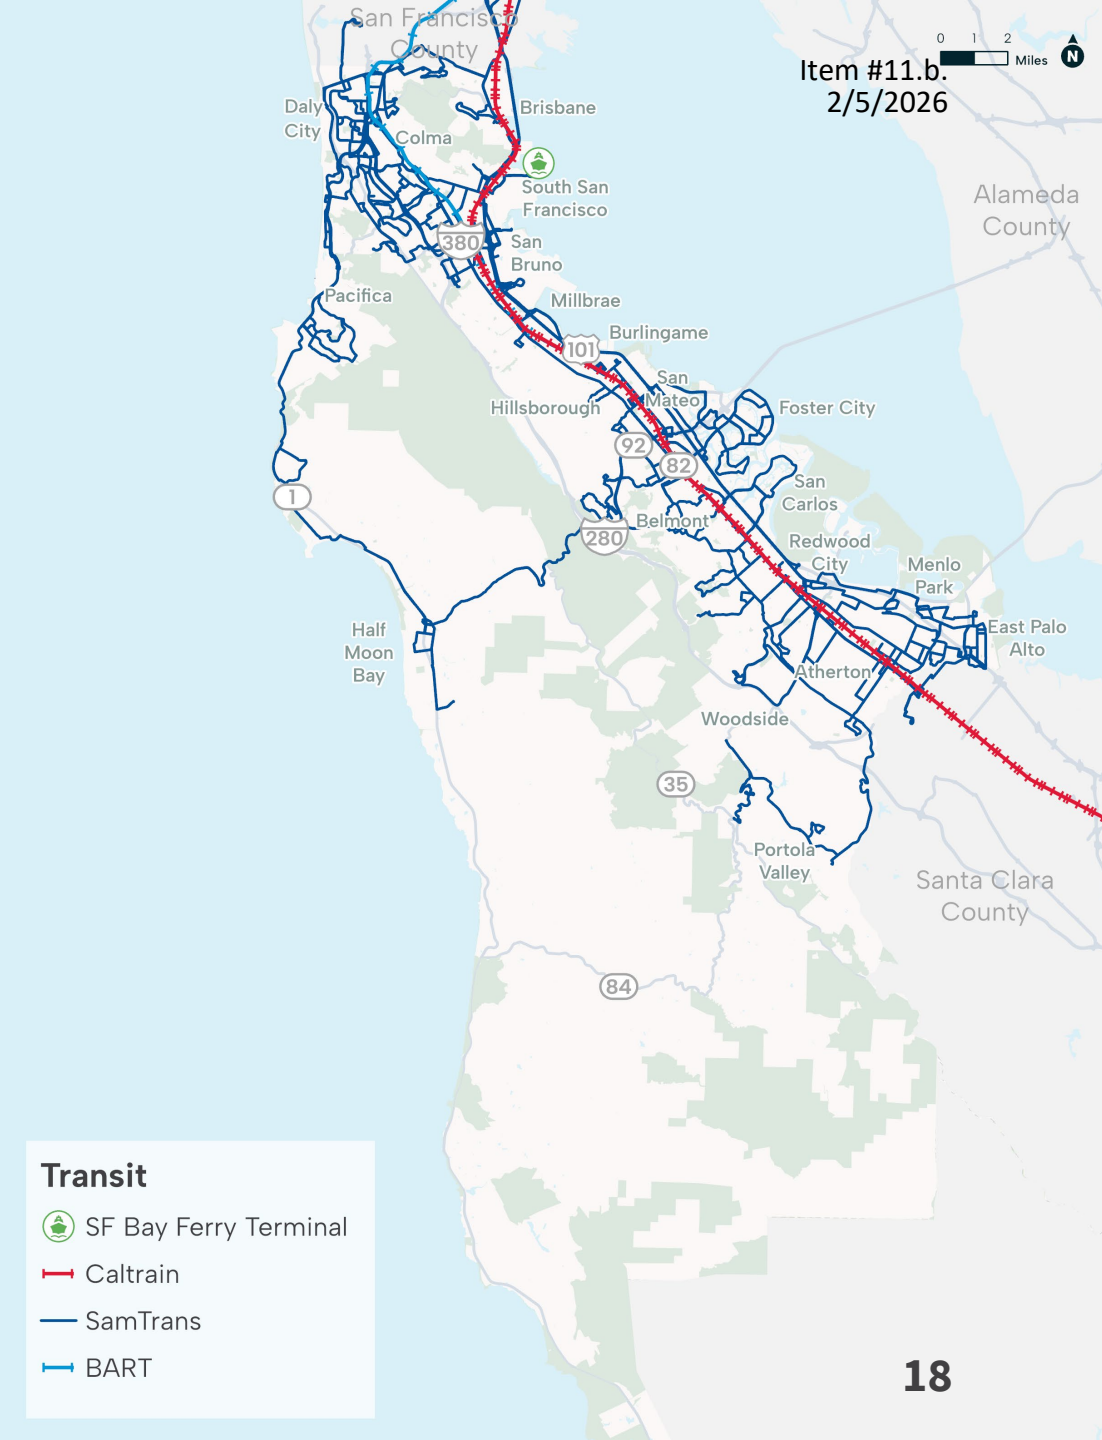 San Francisco
County
0 1 2
Miles
N
Item #11.b.
2/5/2026
Daly
City
Brisbane
Colma
South San
Francisco
Alameda
County
380
San
Bruno
Pacifica
Millbrae
Burlingame
101
San
Mateo
Hillsborough
Foster City
92
82
1
San
Carlos
Belmont
280
Redwood
City
Menlo
Park
Half
Moon
Bay
East Palo
Alto
Atherton
Woodside
35
Portola
Valley
Santa Clara
County
84
Transit
SF Bay Ferry Terminal
Caltrain
SamTrans
BART
18